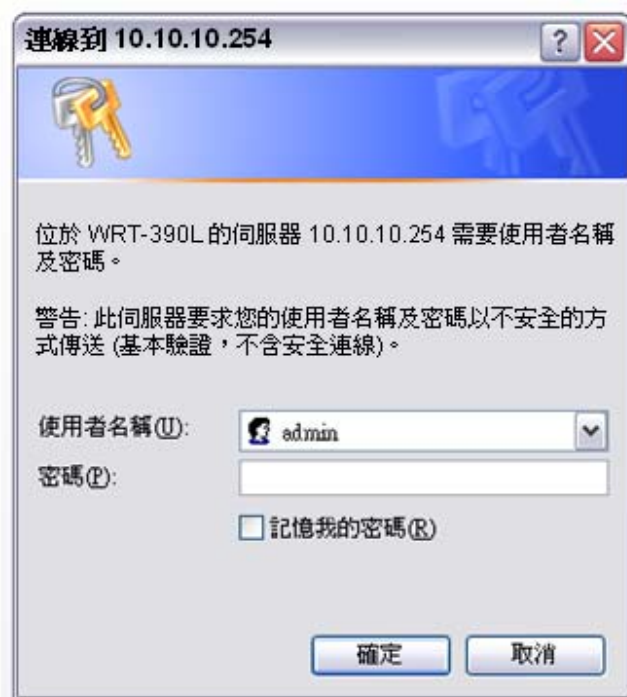 連線到 10.10.10.254
位於 WRT-390L 的伺服器 10.10.10.254 需要使用者名稱
及密碼。
警告: 此伺服器要求您的使用者名稱及密碼以不安全的方
式傳送 (基本驗證，不含安全連線)。
使用者名稱(U):
admin
密碼(P):
記憶我的密碼(R)
確定
取消